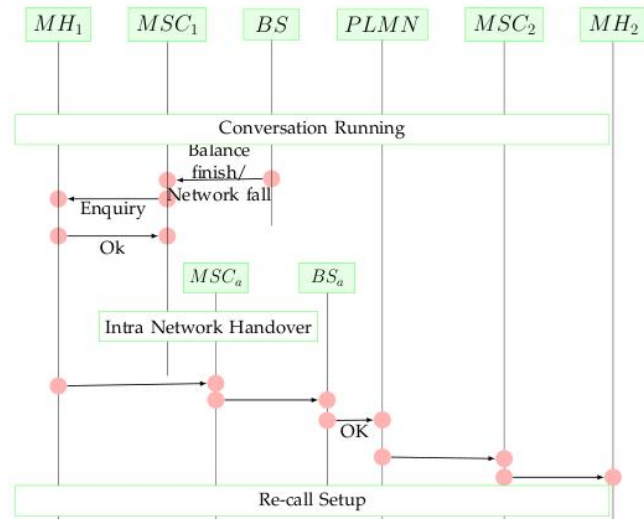 MH₁ MSC₁ BS PLMN MSC₂ MH₂
Conversation Running
Balance
finish/
Network fall
Enquiry
Ok
MSCₐ BSₐ
Intra Network Handover
OK
Re-call Setup